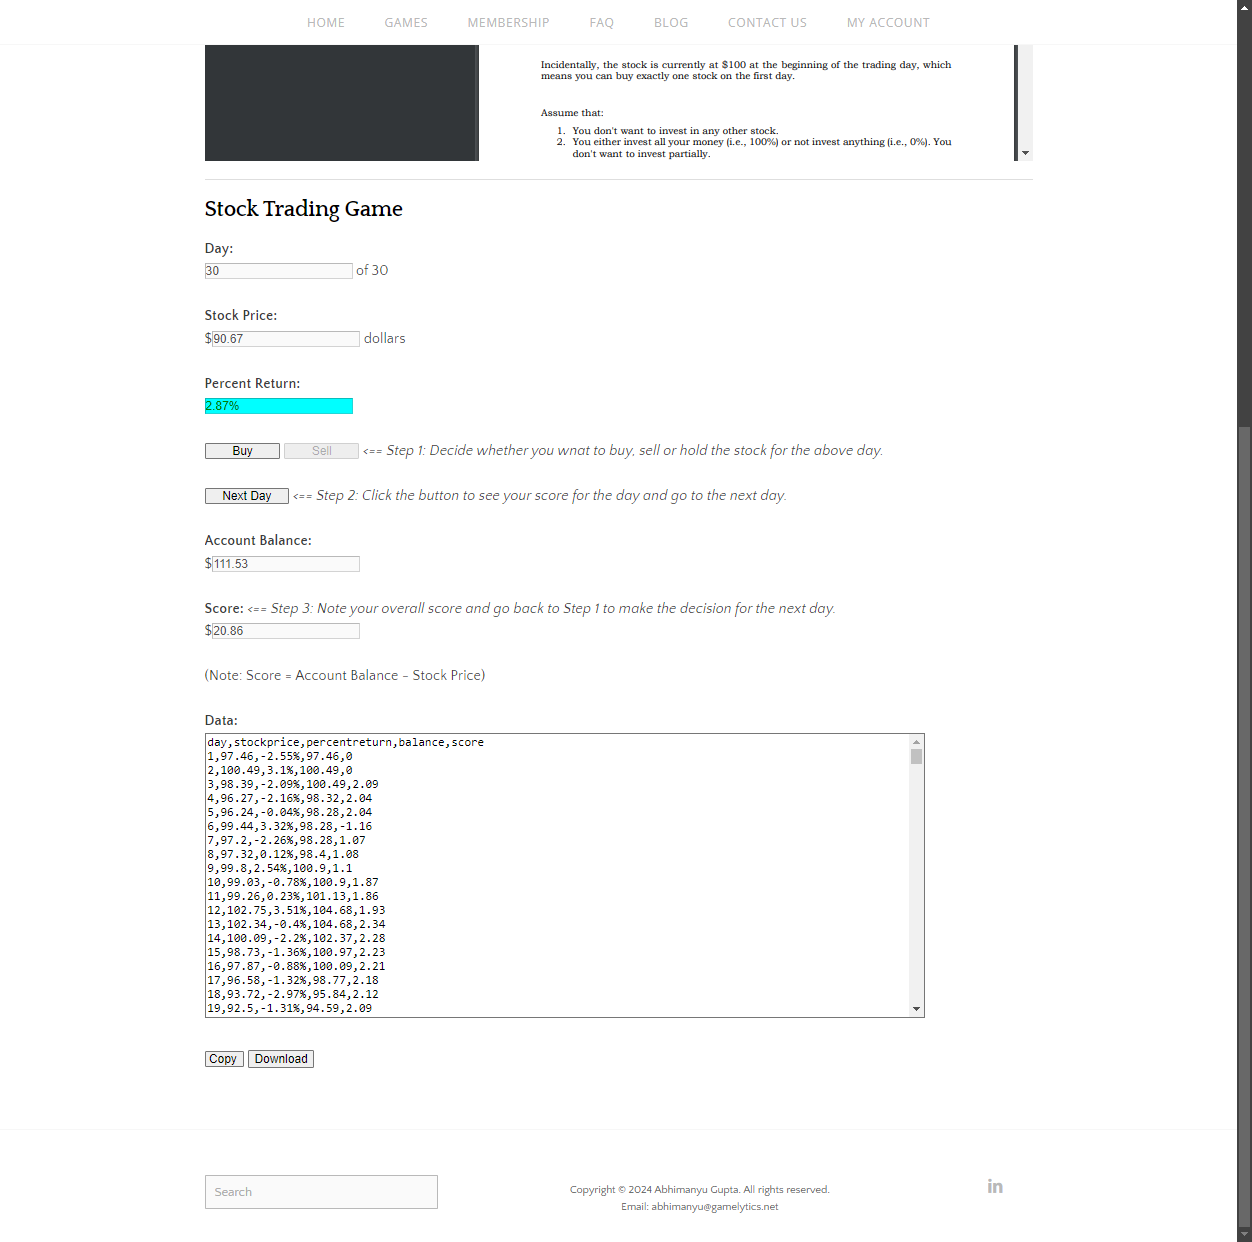 HOME GAMES MEMBERSHIP FAQ BLOG CONTACT US MY ACCOUNT
Incidentally, the stock is currently at $100 at the beginning of the trading day, which
means you can buy exactly one stock on the first day.
Assume that:
1. You don't want to invest in any other stock.
2. You either invest all your money (i.e., 100%) or not invest anything (i.e., 0%). You
don't want to invest partially.
Stock Trading Game
Day:
30 of 30
Stock Price:
$90.67 dollars
Percent Return:
2.87%
Buy Sell <== Step 1: Decide whether you wnat to buy, sell or hold the stock for the above day.
Next Day <== Step 2: Click the button to see your score for the day and go to the next day.
Account Balance:
$111.53
Score: <== Step 3: Note your overall score and go back to Step 1 to make the decision for the next day.
$20.86
(Note: Score = Account Balance – Stock Price)
Data:
day,stockprice,percentreturn,balance,score
1,97.46,-2.55%,97.46,0
2,100.49,3.1%,100.49,0
3,98.39,-2.09%,100.49,2.09
4,96.27,-2.16%,98.32,2.04
5,96.24,-0.04%,98.28,2.04
6,99.44,3.32%,98.28,-1.16
7,97.2,-2.26%,98.28,1.07
8,97.32,0.12%,98.4,1.08
9,99.8,2.54%,100.9,1.1
10,99.03,-0.78%,100.9,1.87
11,99.26,0.23%,101.13,1.86
12,102.75,3.51%,104.68,1.93
13,102.34,-0.4%,104.68,2.34
14,100.09,-2.2%,102.37,2.28
15,98.73,-1.36%,100.97,2.23
16,97.87,-0.88%,100.09,2.21
17,96.58,-1.32%,98.77,2.18
18,93.72,-2.97%,95.84,2.12
19,92.5,-1.31%,94.59,2.09
Copy Download
Search
Copyright © 2024 Abhimanyu Gupta. All rights reserved.
Email: abhimanyu@gamelytics.net
in